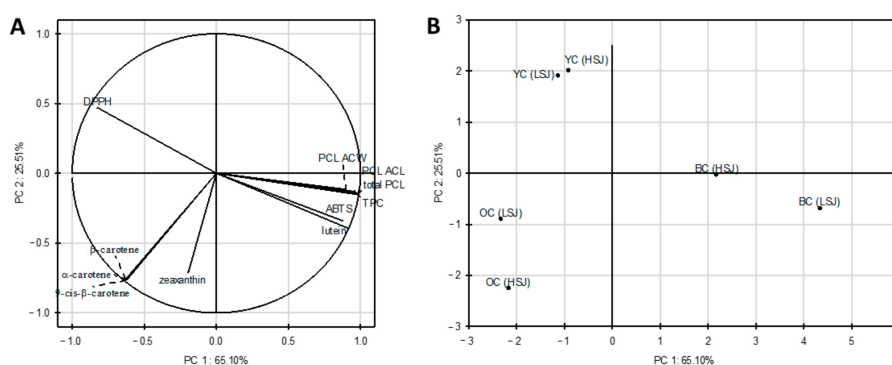 A
1.0
0.5
0.0
−0.5
−1.0
PC 2: 25.51%
DPPH
PCL ACW
PCL ACL
total PCL
TPC
ABTS
lutein
β-carotene
α-carotene
9-cis-β-carotene
zeaxanthin
−1.0
−0.5
0.0
0.5
1.0
PC 1: 65.10%
B
3
2
1
0
−1
−2
−3
PC 2: 25.51%
YC (HSJ)
YC (LSJ)
BC (HSJ)
BC (LSJ)
OC (LSJ)
OC (HSJ)
−3
−2
−1
0
1
2
3
4
5
PC 1: 65.10%